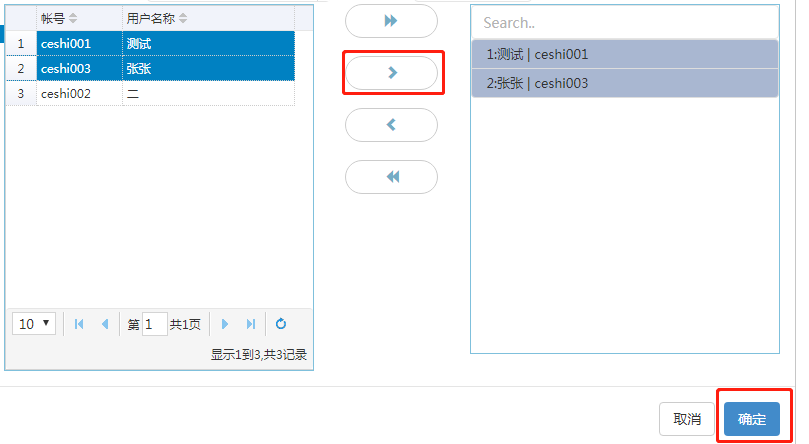 帐号 用户名称
1 ceshi001 测试
2 ceshi003 张张
3 ceshi002 二
10 第 1 共1页
显示1到3,共3记录
Search..
1:测试 | ceshi001
2:张张 | ceshi003
取消 确定